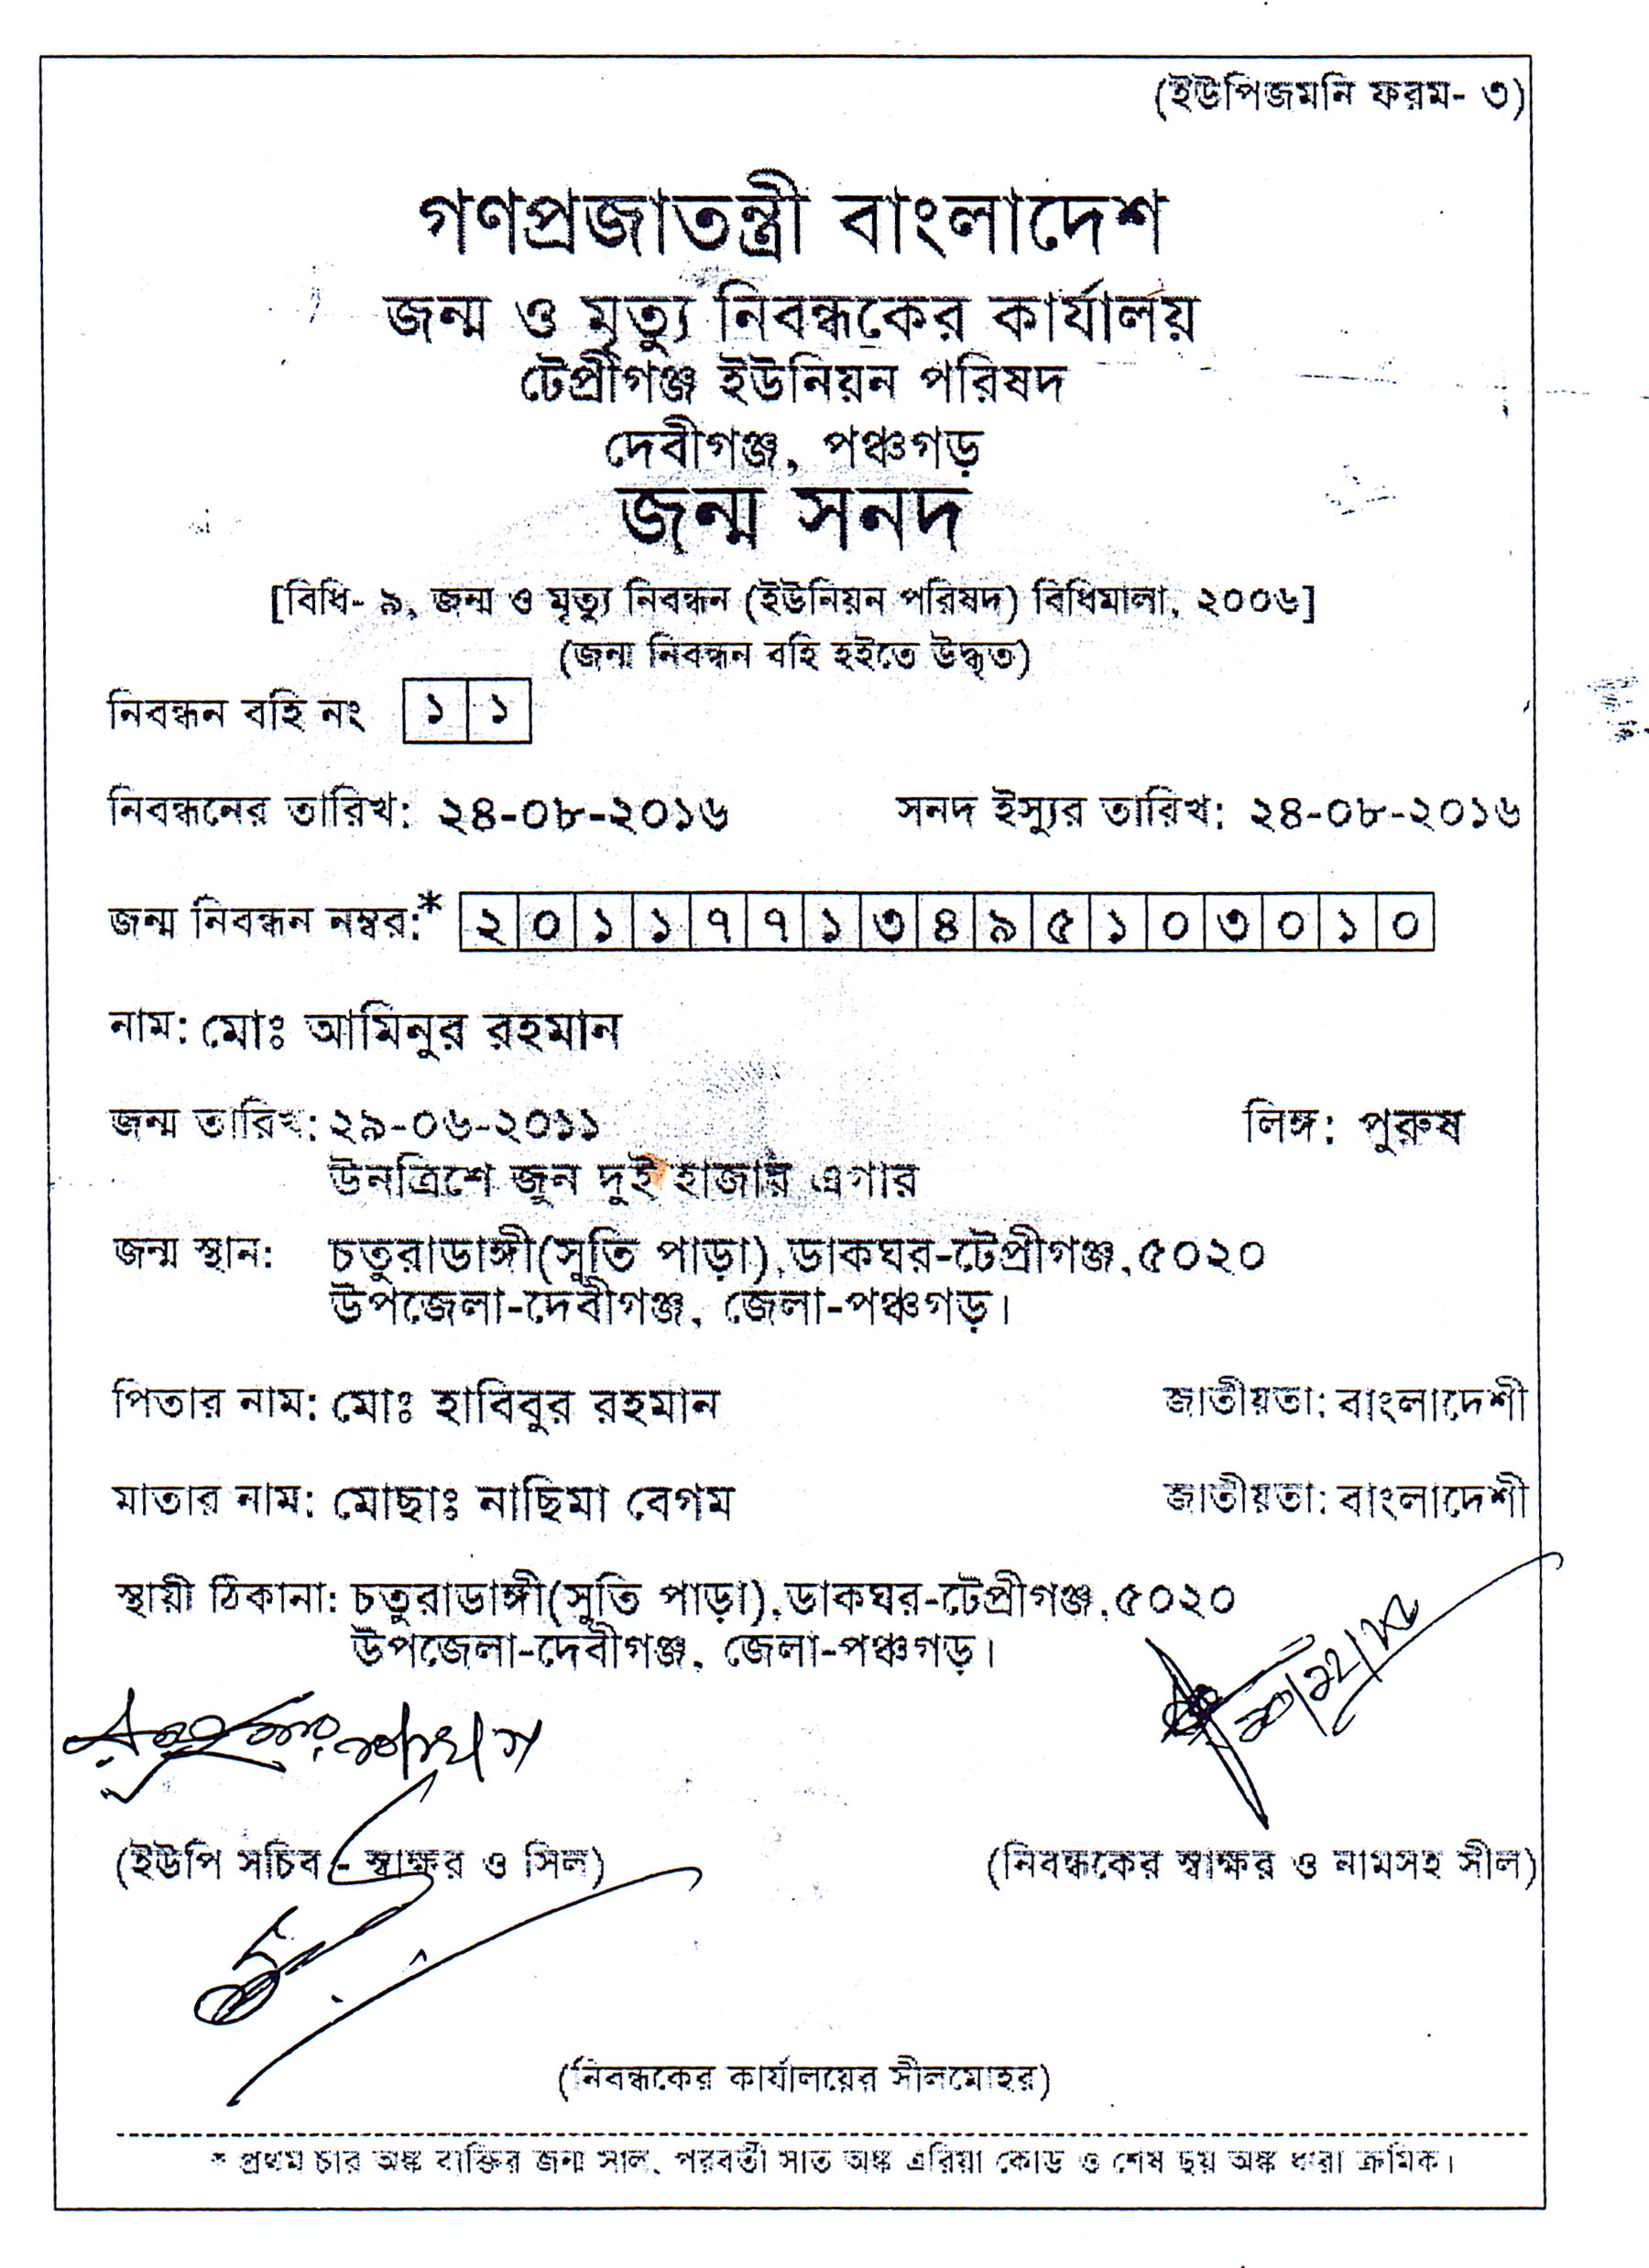 (ইউপিজমনি ফরম- ৩)
গণপ্রজাতন্ত্রী বাংলাদেশ
জন্ম ও মৃত্যু নিবন্ধকের কার্যালয়
টেপ্রীগঞ্জ ইউনিয়ন পরিষদ
দেবীগঞ্জ, পঞ্চগড়
জন্ম সনদ
[বিধি- ৯, জন্ম ও মৃত্যু নিবন্ধন (ইউনিয়ন পরিষদ) বিধিমালা, ২০০৬]
(জন্ম নিবন্ধন বহি হইতে উদ্ধৃত)
নিবন্ধন বহি নং ১ ১
নিবন্ধনের তারিখ: ২৪-০৮-২০১৬ সনদ ইস্যুর তারিখ: ২৪-০৮-২০১৬
জন্ম নিবন্ধন নম্বর:* ২ ০ ১ ১ ৭ ৭ ১ ৩ ৪ ৯ ৫ ১ ০ ৩ ০ ১ ০
নাম: মোঃ আমিনুর রহমান
জন্ম তারিখ: ২৯-০৬-২০১১ লিঙ্গ: পুরুষ
উনত্রিশে জুন দুই হাজার এগার
জন্ম স্থান: চতুরাডাঙ্গী(সুতি পাড়া),ডাকঘর-টেপ্রীগঞ্জ,৫০২০
উপজেলা-দেবীগঞ্জ, জেলা-পঞ্চগড়।
পিতার নাম: মোঃ হাবিবুর রহমান জাতীয়তা: বাংলাদেশী
মাতার নাম: মোছাঃ নাছিমা বেগম জাতীয়তা: বাংলাদেশী
স্থায়ী ঠিকানা: চতুরাডাঙ্গী(সুতি পাড়া),ডাকঘর-টেপ্রীগঞ্জ,৫০২০
উপজেলা-দেবীগঞ্জ, জেলা-পঞ্চগড়।
(ইউপি সচিব - স্বাক্ষর ও সিল) (নিবন্ধকের স্বাক্ষর ও নামসহ সীল)
(নিবন্ধকের কার্যালয়ের সীলমোহর)
* প্রথম চার অঙ্ক ব্যক্তির জন্ম সাল, পরবর্তী সাত অঙ্ক এরিয়া কোড ও শেষ ছয় অঙ্ক ধারা ক্রমিক।